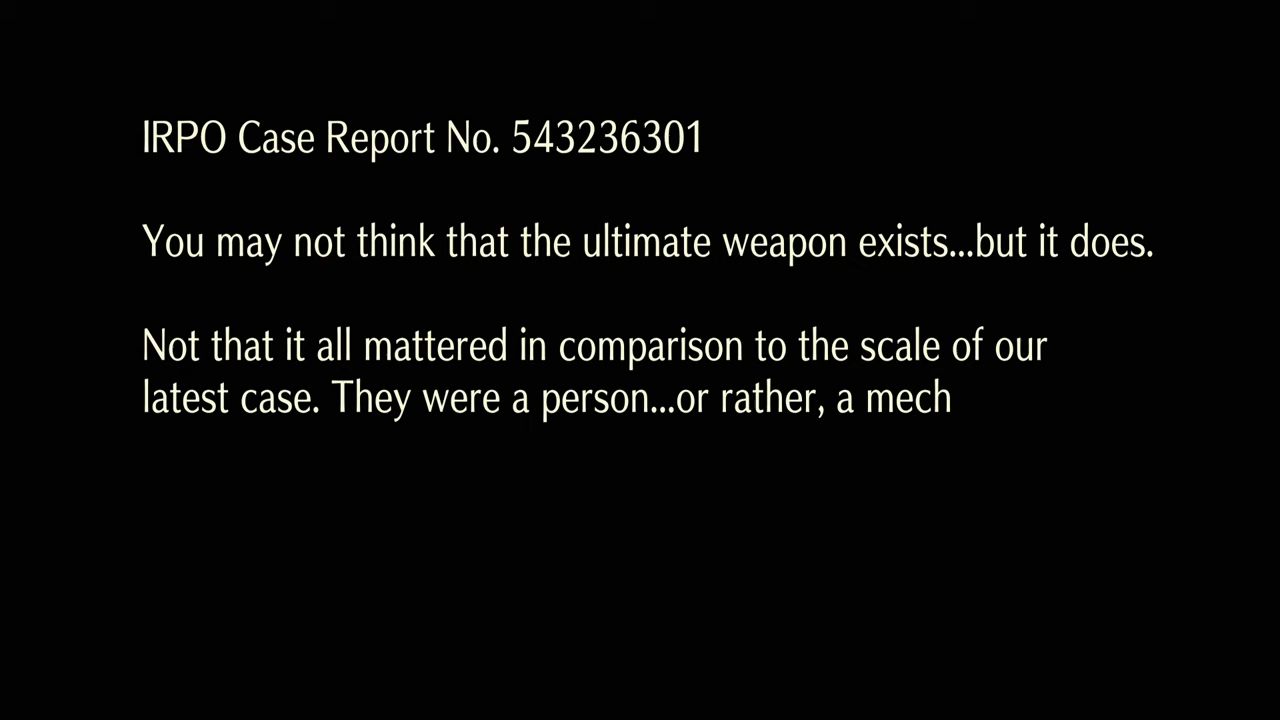 IRPO Case Report No. 543236301
You may not think that the ultimate weapon exists...but it does.
Not that it all mattered in comparison to the scale of our
latest case. They were a person...or rather, a mech